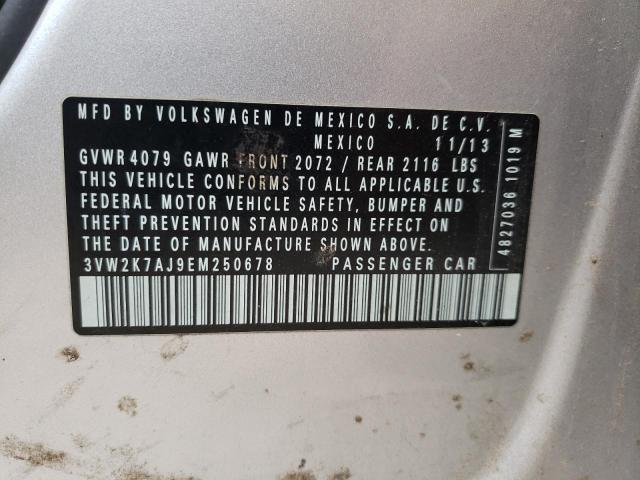 MFD BY VOLKSWAGEN DE MEXICO S.A. DE C.V.
MEXICO 11/13
GVWR 4079 GAWR FRONT 2072 / REAR 2116 LBS
THIS VEHICLE CONFORMS TO ALL APPLICABLE U.S.
FEDERAL MOTOR VEHICLE SAFETY, BUMPER AND
THEFT PREVENTION STANDARDS IN EFFECT ON
THE DATE OF MANUFACTURE SHOWN ABOVE.
3VW2K7AJ9EM250678 PASSENGER CAR
4827036 1019 M